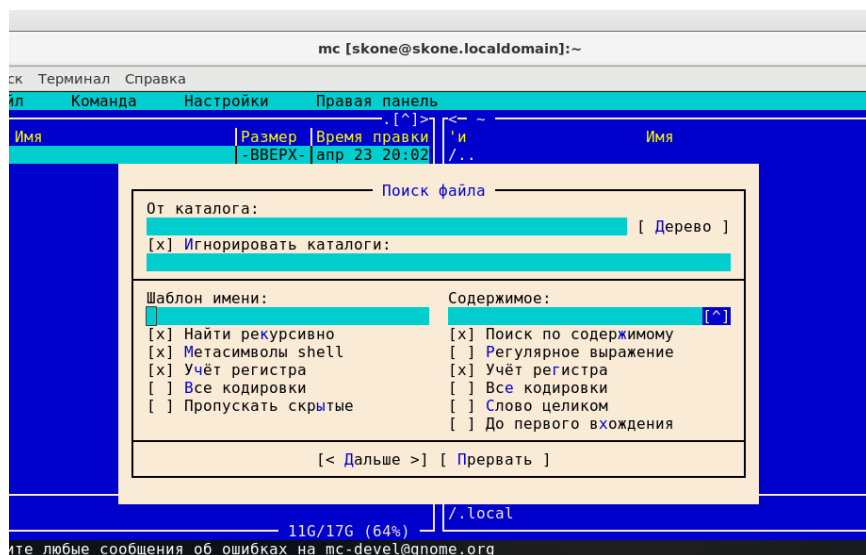 mc [skone@skone.localdomain]:~
ск Терминал Справка
йл Команда Настройки Правая панель
.[^]> <─ ~
Имя Размер Время правки 'и Имя
-ВВЕРХ- апр 23 20:02 /..
Поиск файла
От каталога:
[ Дерево ]
[x] Игнорировать каталоги:
Шаблон имени: Содержимое:
[^]
[x] Найти рекурсивно [x] Поиск по содержимому
[x] Метасимволы shell [ ] Регулярное выражение
[x] Учёт регистра [x] Учёт регистра
[ ] Все кодировки [ ] Все кодировки
[ ] Пропускать скрытые [ ] Слово целиком
[ ] До первого вхождения
[< Дальше >] [ Прервать ]
/.local
11G/17G (64%)
ите любые сообщения об ошибках на mc-devel@gnome.org